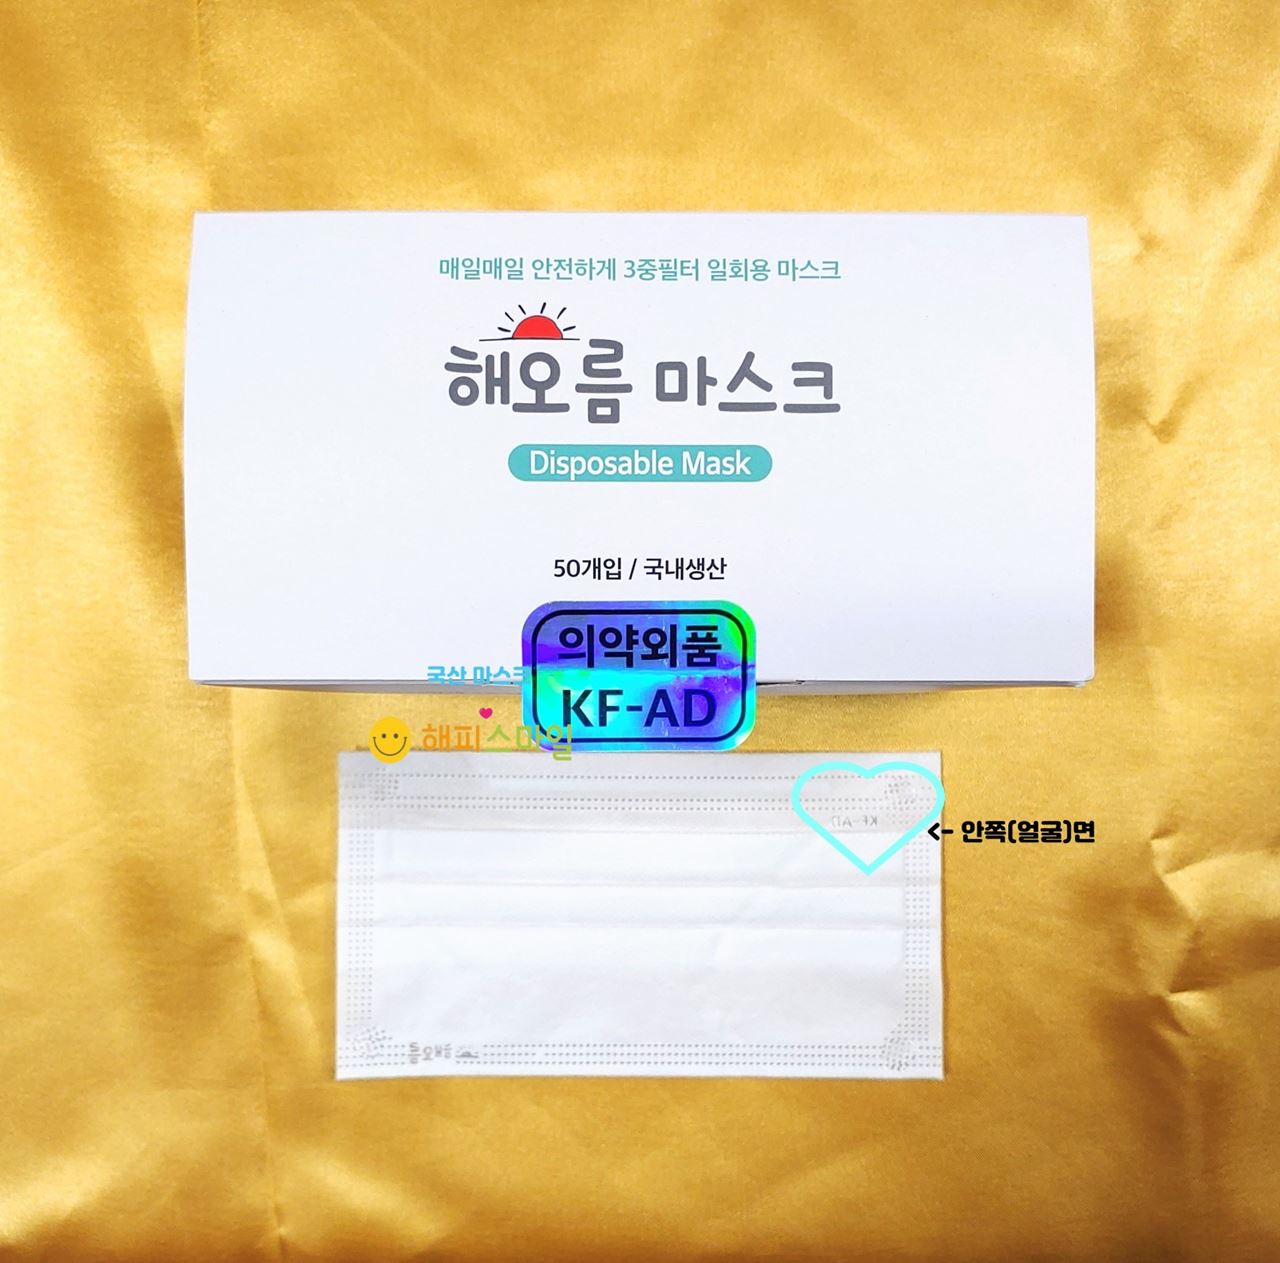 매일매일 안전하게 3중필터 일회용 마스크
해오름 마스크
Disposable Mask
50개입 / 국내생산
의약외품
KF-AD
국산 마스크
해피스마일
KF-AD
<- 안쪽(얼굴)면
해오름